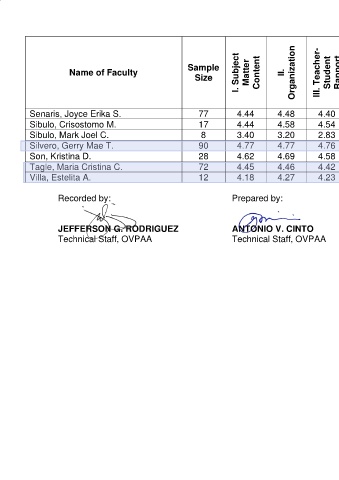 Name of Faculty Sample Size I. Subject Matter Content II. Organization III. Teacher-Student Rapport
Senaris, Joyce Erika S. 77 4.44 4.48 4.40
Sibulo, Crisostomo M. 17 4.44 4.58 4.54
Sibulo, Mark Joel C. 8 3.40 3.20 2.83
Silvero, Gerry Mae T. 90 4.77 4.77 4.76
Son, Kristina D. 28 4.62 4.69 4.58
Tagle, Maria Cristina C. 72 4.45 4.46 4.42
Villa, Estelita A. 12 4.18 4.27 4.23
Recorded by: Prepared by:
JEFFERSON G. RODRIGUEZ ANTONIO V. CINTO
Technical Staff, OVPAA Technical Staff, OVPAA